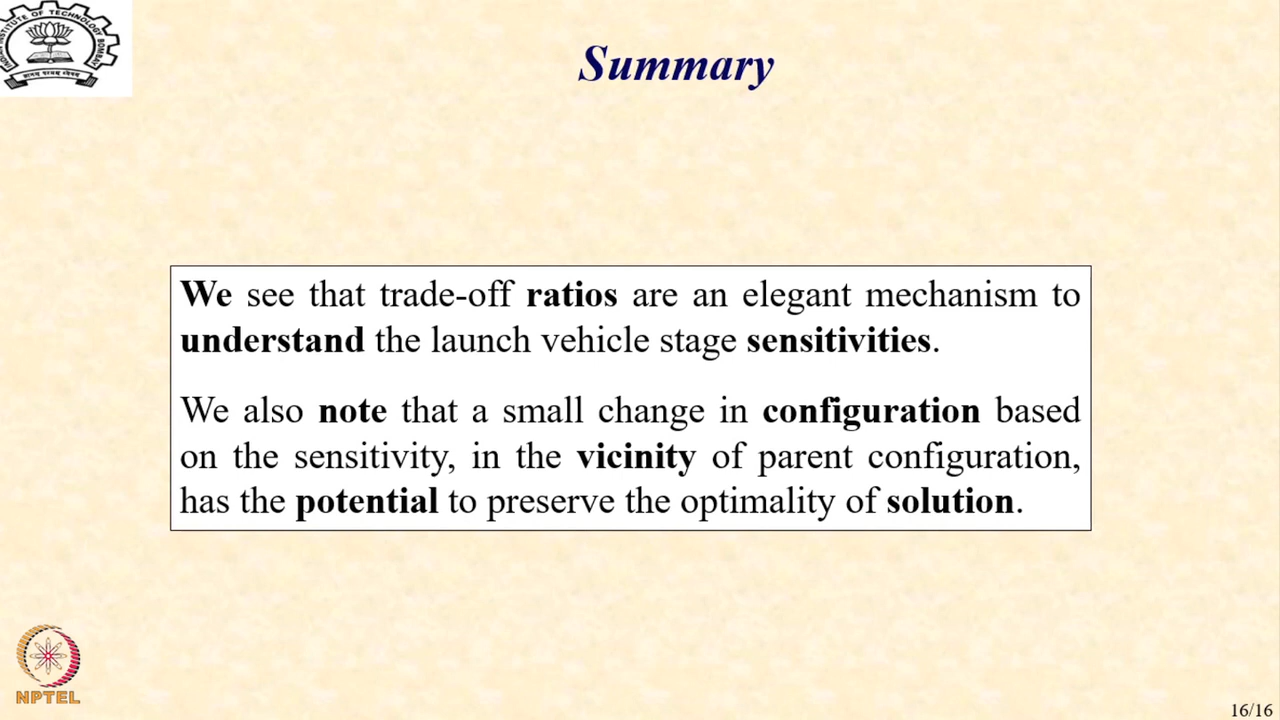 Summary
We see that trade-off ratios are an elegant mechanism to
understand the launch vehicle stage sensitivities.
We also note that a small change in configuration based
on the sensitivity, in the vicinity of parent configuration,
has the potential to preserve the optimality of solution.
NPTEL
16/16